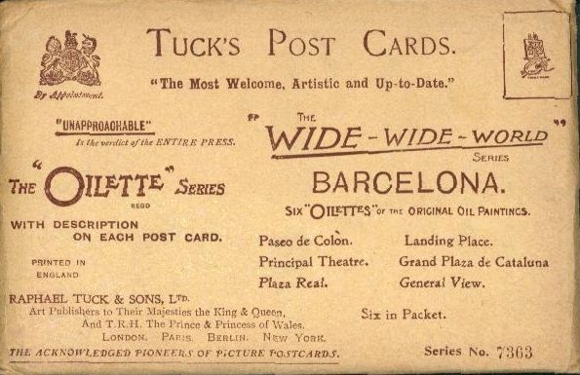 TUCK'S POST CARDS.
"The Most Welcome, Artistic and Up-to-Date."
By Appointment.
"UNAPPROACHABLE"
Is the verdict of the ENTIRE PRESS.
THE "OILETTE" SERIES
REGD
WITH DESCRIPTION
ON EACH POST CARD.
PRINTED IN
ENGLAND
"THE
WIDE-WIDE-WORLD"
SERIES
BARCELONA.
SIX "OILETTES" OF THE ORIGINAL OIL PAINTINGS.
Paseo de Colòn. Landing Place.
Principal Theatre. Grand Plaza de Cataluna
Plaza Real. General View.
Six in Packet.
RAPHAEL TUCK & SONS, LTD.
Art Publishers to Their Majesties the King & Queen,
And T.R.H. The Prince & Princess of Wales.
LONDON. PARIS. BERLIN. NEW YORK.
THE ACKNOWLEDGED PIONEERS OF PICTURE POSTCARDS.
Series No. 7363